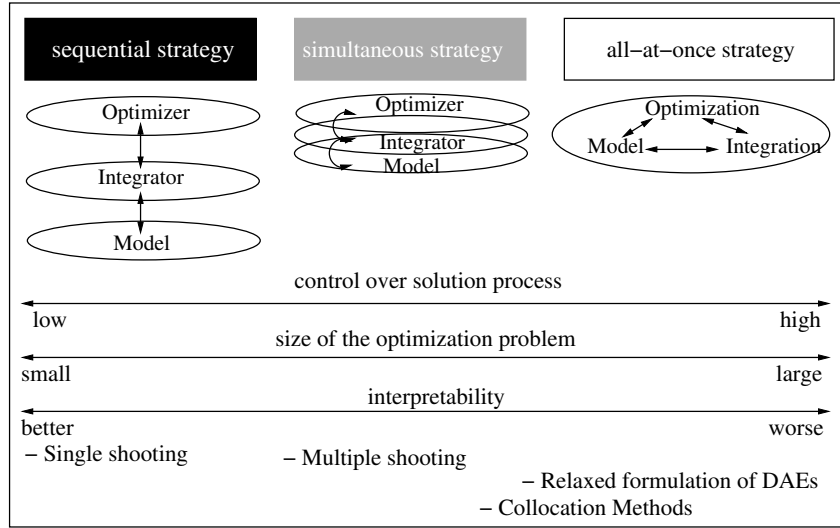 sequential strategy
simultaneous strategy
all−at−once strategy
Optimizer
Integrator
Model
Optimizer
Integrator
Model
Optimization
Model
Integration
control over solution process
low
high
size of the optimization problem
small
large
interpretability
better
worse
− Single shooting
− Multiple shooting
− Relaxed formulation of DAEs
− Collocation Methods